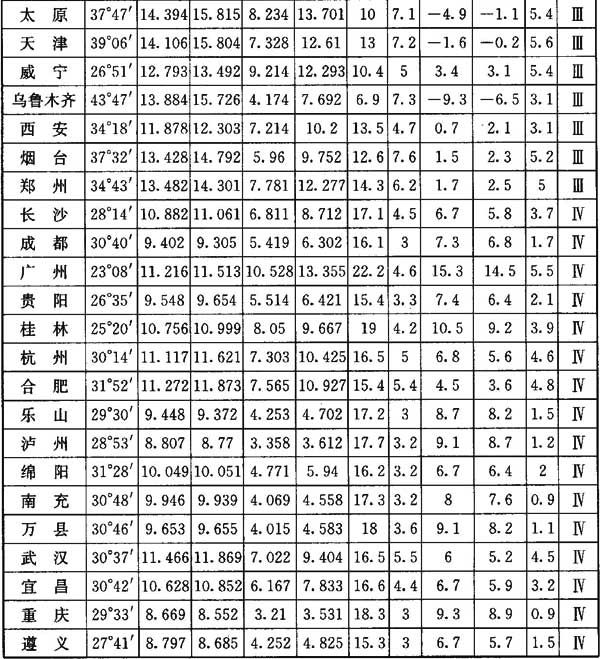 太原 37°47′ 14.394 15.815 8.234 13.701 10 7.1 −4.9 −1.1 5.4 Ⅲ
天津 39°06′ 14.106 15.804 7.328 12.61 13 7.2 −1.6 −0.2 5.6 Ⅲ
威宁 26°51′ 12.793 13.492 9.214 12.293 10.4 5 3.4 3.1 5.4 Ⅲ
乌鲁木齐 43°47′ 13.884 15.726 4.174 7.692 6.9 7.3 −9.3 −6.5 3.1 Ⅲ
西安 34°18′ 11.878 12.303 7.214 10.2 13.5 4.7 0.7 2.1 3.1 Ⅲ
烟台 37°32′ 13.428 14.792 5.96 9.752 12.6 7.6 1.5 2.3 5.2 Ⅲ
郑州 34°43′ 13.482 14.301 7.781 12.277 14.3 6.2 1.7 2.5 5 Ⅲ
长沙 28°14′ 10.882 11.061 6.811 8.712 17.1 4.5 6.7 5.8 3.7 Ⅳ
成都 30°40′ 9.402 9.305 5.419 6.302 16.1 3 7.3 6.8 1.7 Ⅳ
广州 23°08′ 11.216 11.513 10.528 13.355 22.2 4.6 15.3 14.5 5.5 Ⅳ
贵阳 26°35′ 9.548 9.654 5.514 6.421 15.4 3.3 7.4 6.4 2.1 Ⅳ
桂林 25°20′ 10.756 10.999 8.05 9.667 19 4.2 10.5 9.2 3.9 Ⅳ
杭州 30°14′ 11.117 11.621 7.303 10.425 16.5 5 6.8 5.6 4.6 Ⅳ
合肥 31°52′ 11.272 11.873 7.565 10.927 15.4 5.4 4.5 3.6 4.8 Ⅳ
乐山 29°30′ 9.448 9.372 4.253 4.702 17.2 3 8.7 8.2 1.5 Ⅳ
泸州 28°53′ 8.807 8.77 3.358 3.612 17.7 3.2 9.1 8.7 1.2 Ⅳ
绵阳 31°28′ 10.049 10.051 4.771 5.94 16.2 3.2 6.7 6.4 2 Ⅳ
南充 30°48′ 9.946 9.939 4.069 4.558 17.3 3.2 8 7.6 0.9 Ⅳ
万县 30°46′ 9.653 9.655 4.015 4.583 18 3.6 9.1 8.2 1.1 Ⅳ
武汉 30°37′ 11.466 11.869 7.022 9.404 16.5 5.5 6 5.2 4.5 Ⅳ
宜昌 30°42′ 10.628 10.852 6.167 7.833 16.6 4.4 6.7 5.9 3.2 Ⅳ
重庆 29°33′ 8.669 8.552 3.21 3.531 18.3 3 9.3 8.9 0.9 Ⅳ
遵义 27°41′ 8.797 8.685 4.252 4.825 15.3 3 6.7 5.7 1.5 Ⅳ